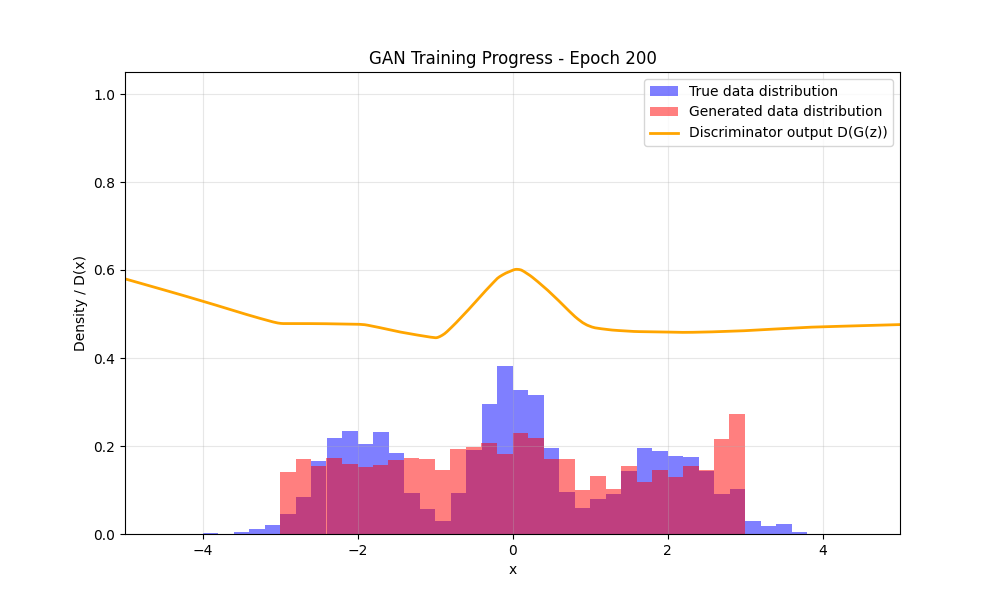 GAN Training Progress - Epoch 200
True data distribution
Generated data distribution
Discriminator output D(G(z))
Density / D(x)
1.0
0.8
0.6
0.4
0.2
0.0
−4
−2
0
2
4
x